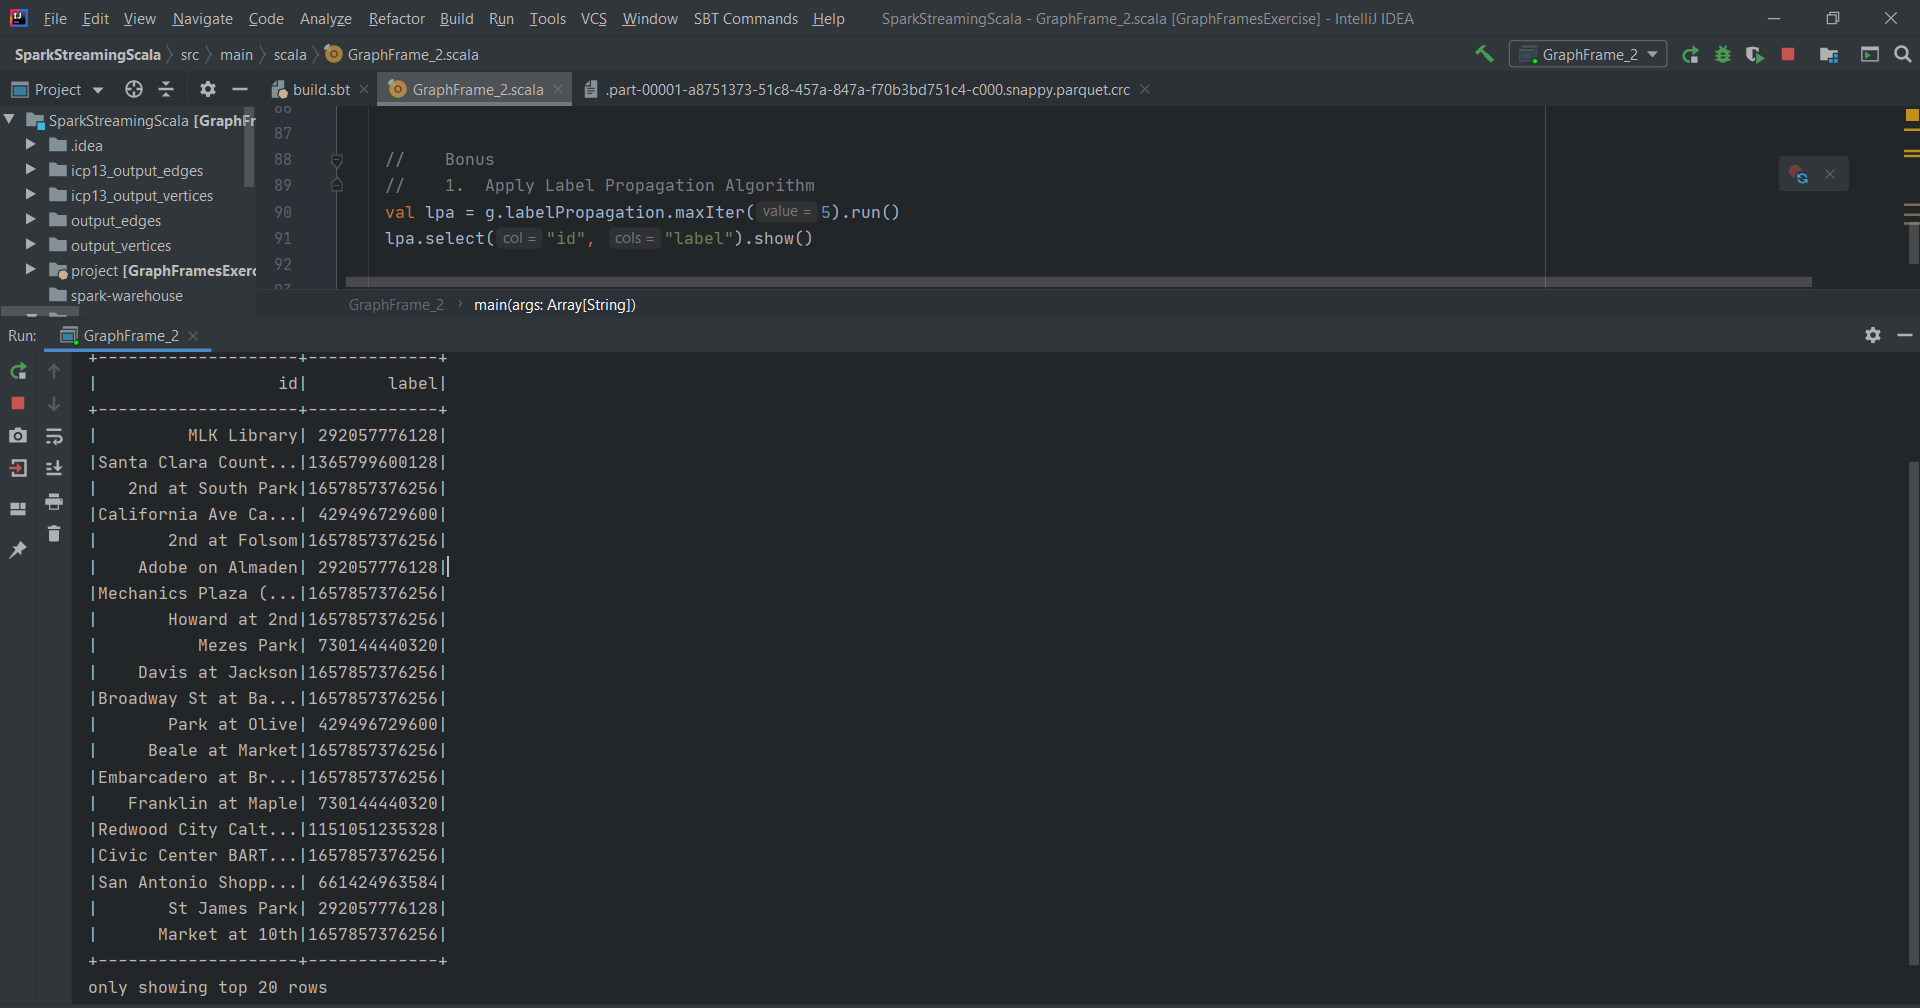 File Edit View Navigate Code Analyze Refactor Build Run Tools VCS Window SBT Commands Help SparkStreamingScala - GraphFrame_2.scala [GraphFramesExercise] - IntelliJ IDEA
SparkStreamingScala src main scala GraphFrame_2.scala GraphFrame_2
Project build.sbt GraphFrame_2.scala .part-00001-a8751373-51c8-457a-847a-f70b3bd751c4-c000.snappy.parquet.crc
SparkStreamingScala [GraphFr
.idea
icp13_output_edges
icp13_output_vertices
output_edges
output_vertices
project [GraphFramesExerc
spark-warehouse
86
87
88 // Bonus
89 // 1. Apply Label Propagation Algorithm
90 val lpa = g.labelPropagation.maxIter( value = 5).run()
91 lpa.select( col = "id", cols = "label").show()
92
93
GraphFrame_2 main(args: Array[String])
Run: GraphFrame_2
+--------------------+-------------+
|                  id|        label|
+--------------------+-------------+
|         MLK Library| 292057776128|
|Santa Clara Count...|1365799600128|
|   2nd at South Park|1657857376256|
|California Ave Ca...| 429496729600|
|       2nd at Folsom|1657857376256|
|    Adobe on Almaden| 292057776128|
|Mechanics Plaza (...|1657857376256|
|       Howard at 2nd|1657857376256|
|          Mezes Park| 730144440320|
|    Davis at Jackson|1657857376256|
|Broadway St at Ba...|1657857376256|
|       Park at Olive| 429496729600|
|     Beale at Market|1657857376256|
|Embarcadero at Br...|1657857376256|
|   Franklin at Maple| 730144440320|
|Redwood City Calt...|1151051235328|
|Civic Center BART...|1657857376256|
|San Antonio Shopp...| 661424963584|
|       St James Park| 292057776128|
|      Market at 10th|1657857376256|
+--------------------+-------------+
only showing top 20 rows